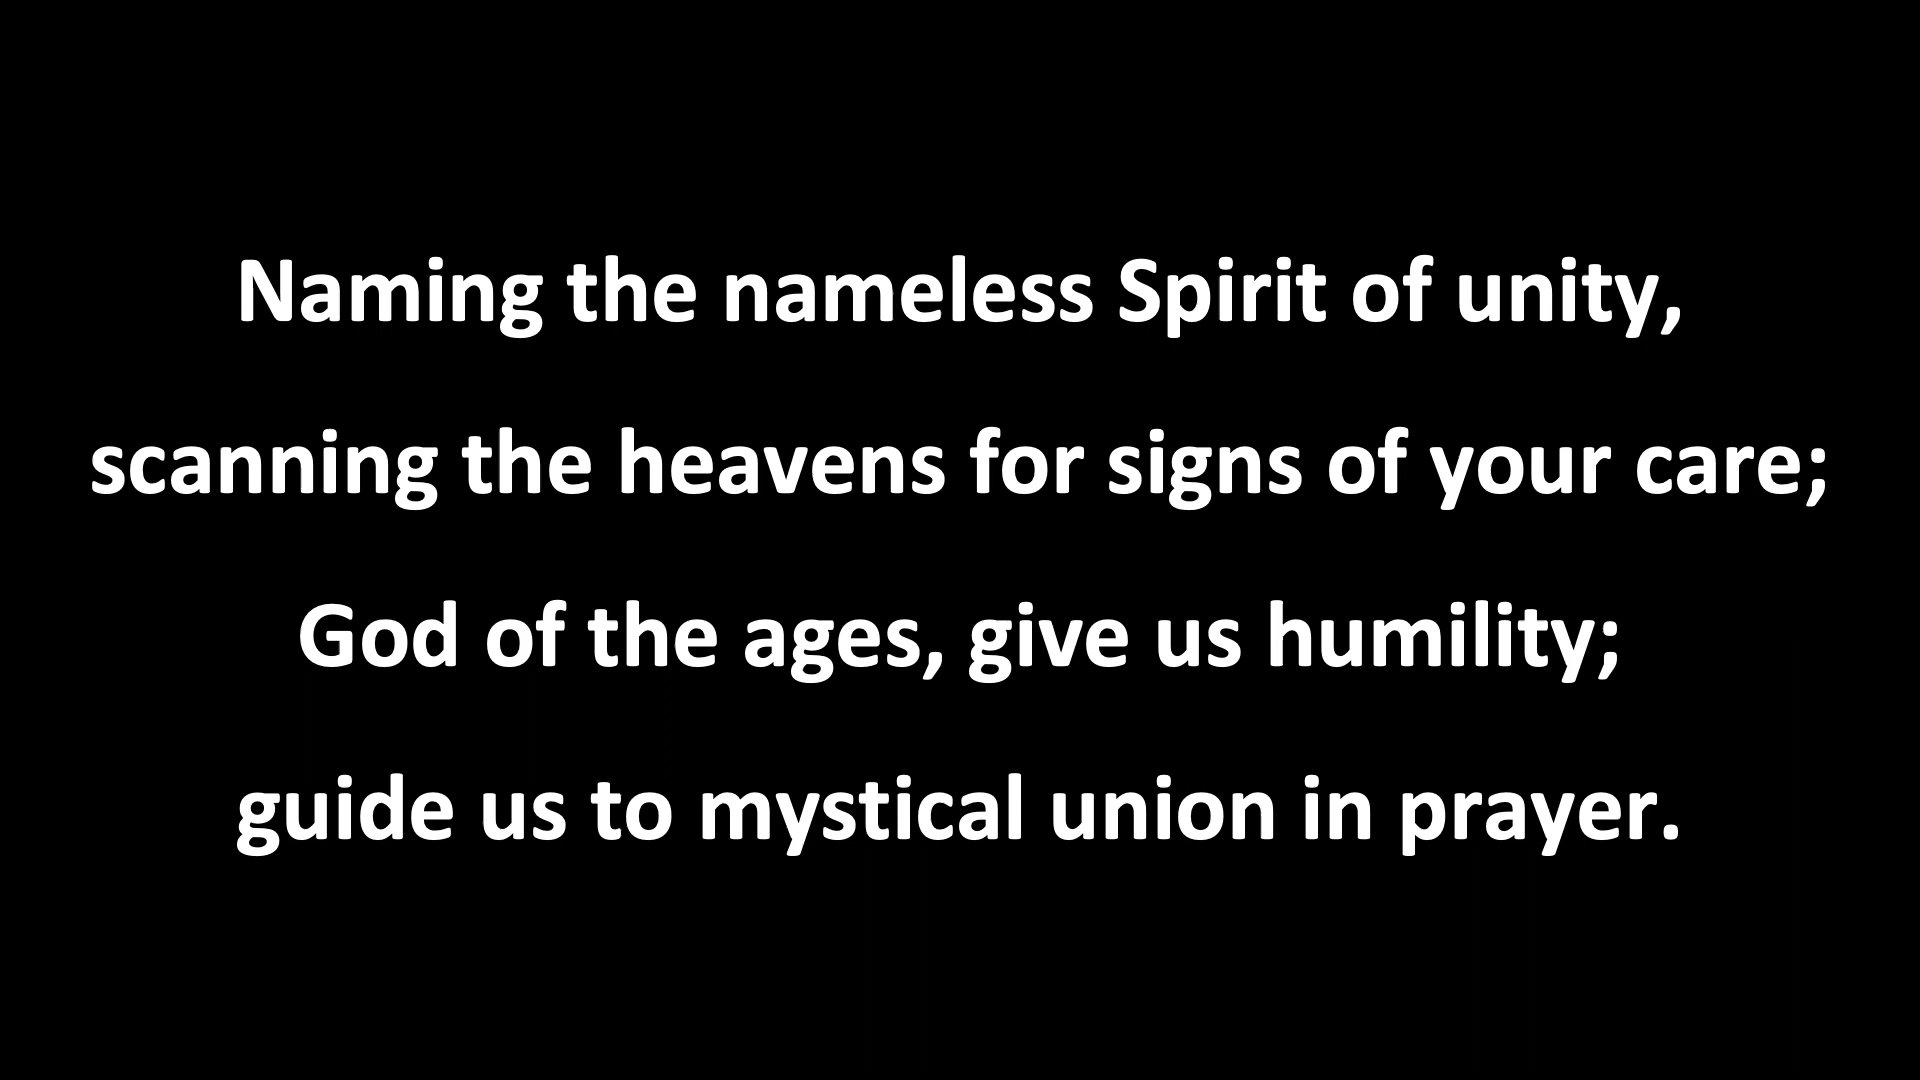 Naming the nameless Spirit of unity,
scanning the heavens for signs of your care;
God of the ages, give us humility;
guide us to mystical union in prayer.